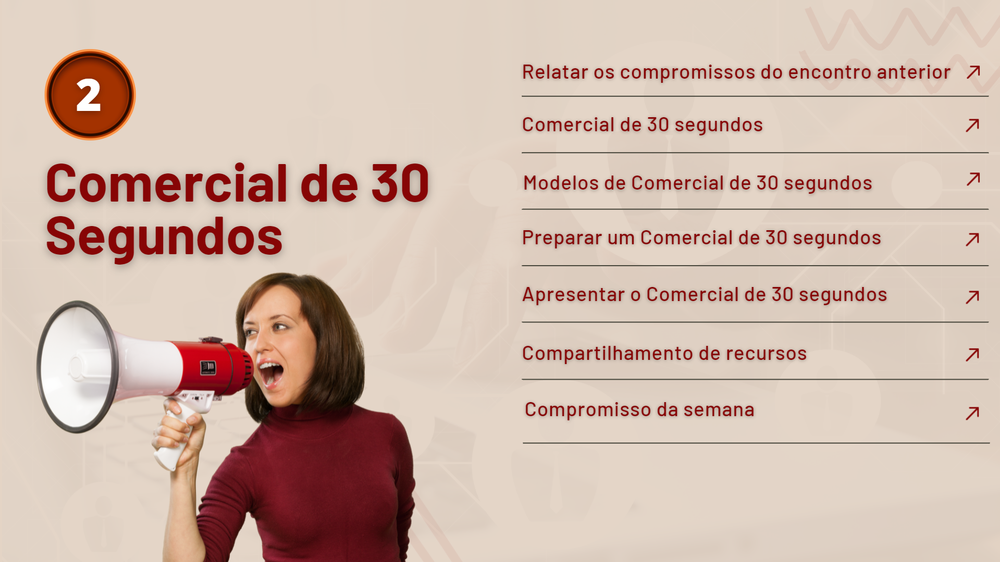 2
Comercial de 30
Segundos
Relatar os compromissos do encontro anterior
Comercial de 30 segundos
Modelos de Comercial de 30 segundos
Preparar um Comercial de 30 segundos
Apresentar o Comercial de 30 segundos
Compartilhamento de recursos
Compromisso da semana